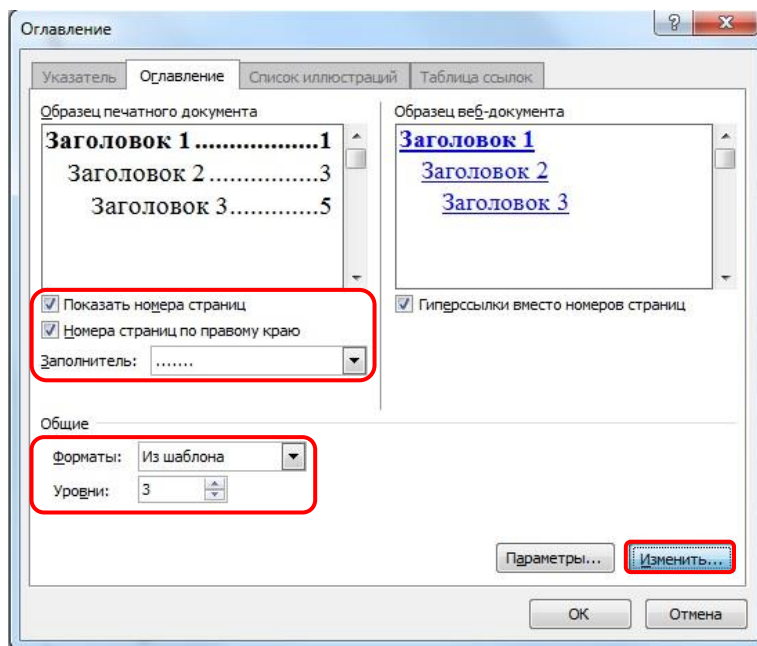 Оглавление
Указатель Оглавление Список иллюстраций Таблица ссылок
Образец печатного документа
Заголовок 1..................1
Заголовок 2................3
Заголовок 3.............5
Показать номера страниц
Номера страниц по правому краю
Заполнитель: .......
Образец веб-документа
Заголовок 1
Заголовок 2
Заголовок 3
Гиперссылки вместо номеров страниц
Общие
Форматы: Из шаблона
Уровни: 3
Параметры... Изменить...
ОК Отмена